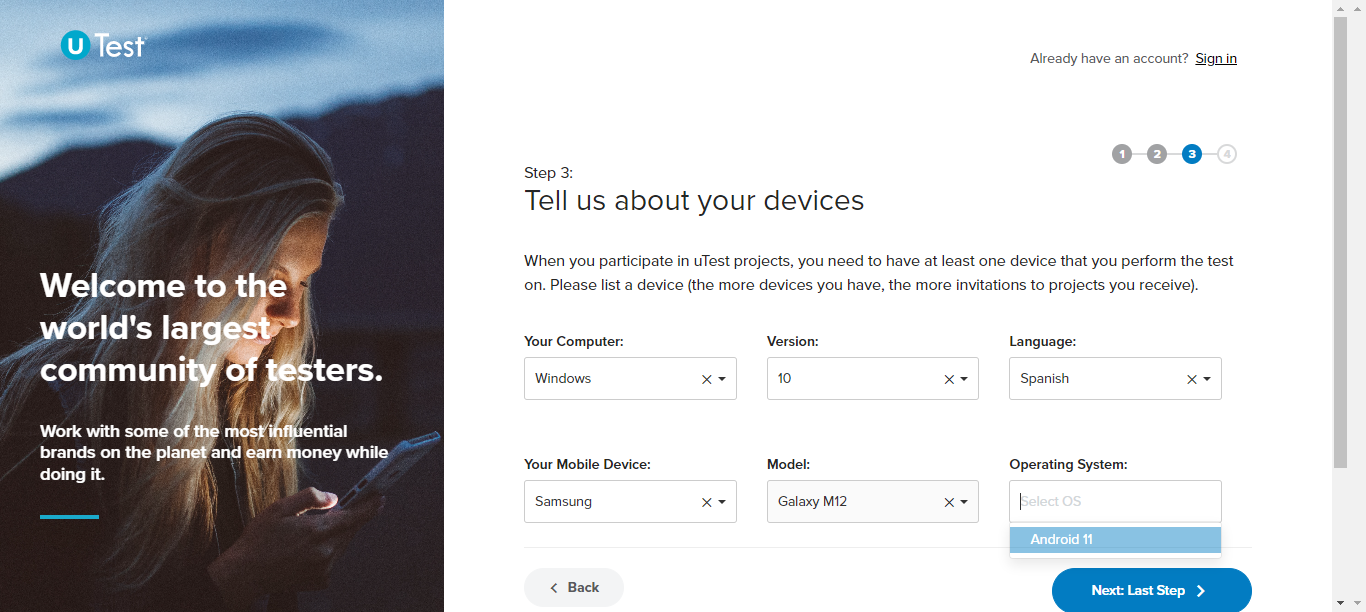 uTest
Already have an account? Sign in
1 2 3 4
Step 3:
Tell us about your devices
When you participate in uTest projects, you need to have at least one device that you perform the test
on. Please list a device (the more devices you have, the more invitations to projects you receive).
Welcome to the
world's largest
community of testers.
Work with some of the most influential
brands on the planet and earn money while
doing it.
Your Computer: Version: Language:
Windows 10 Spanish
Your Mobile Device: Model: Operating System:
Samsung Galaxy M12 Select OS
Android 11
Back Next: Last Step